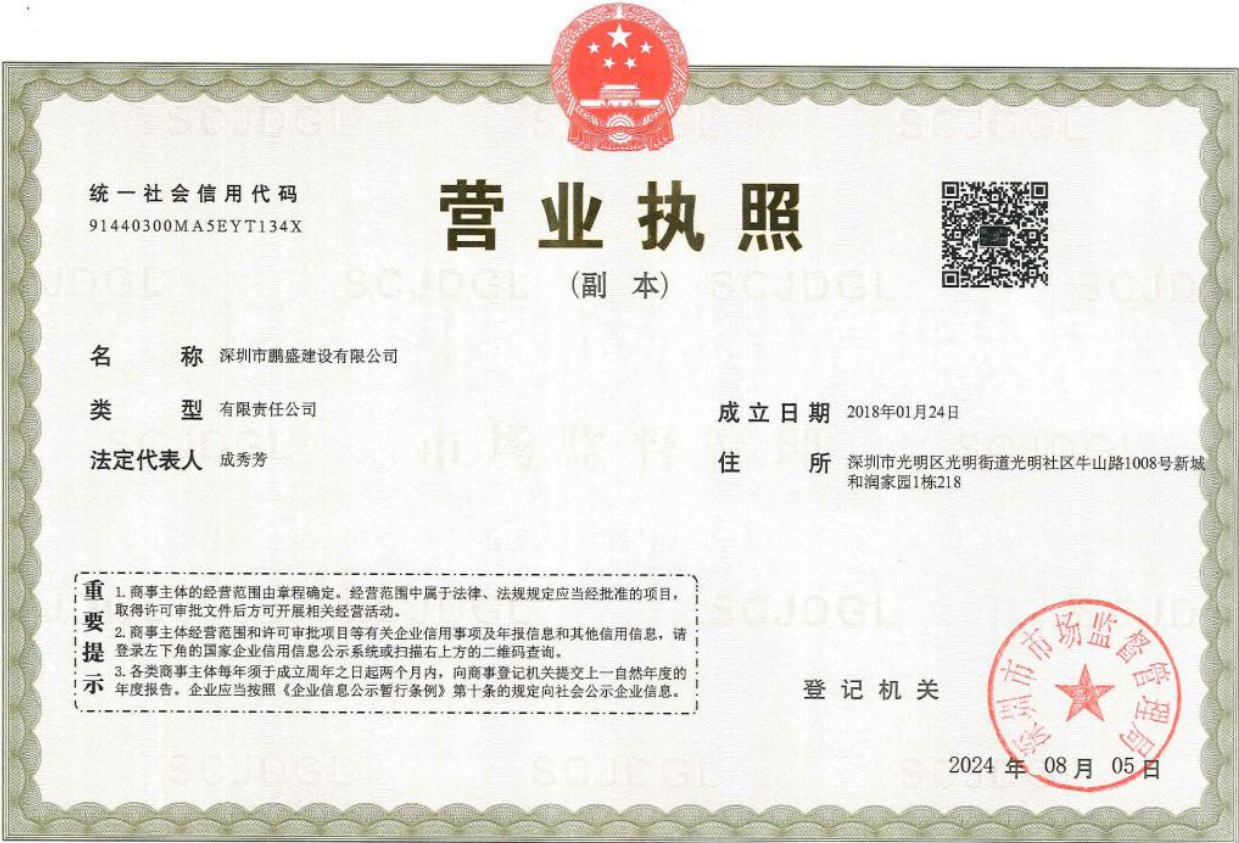 统一社会信用代码
91440300MA5EYT134X
营业执照
(副 本)
名 称 深圳市鹏盛建设有限公司
类 型 有限责任公司
法定代表人 成秀芳
成立日期 2018年01月24日
住 所 深圳市光明区光明街道光明社区牛山路1008号新城
和润家园1栋218
重要提示
1. 商事主体的经营范围由章程确定。经营范围中属于法律、法规规定应当经批准的项目，
取得许可审批文件后方可开展相关经营活动。
2. 商事主体经营范围和许可审批项目等有关企业信用事项及年报信息和其他信用信息，请
登录左下角的国家企业信用信息公示系统或扫描右上方的二维码查询。
3. 各类商事主体每年须于成立周年之日起两个月内，向商事登记机关提交上一自然年度的
年度报告。企业应当按照《企业信息公示暂行条例》第十条的规定向社会公示企业信息。
登记机关
深圳市市场监督管理局
2024 年 08 月 05 日
SCJDGL